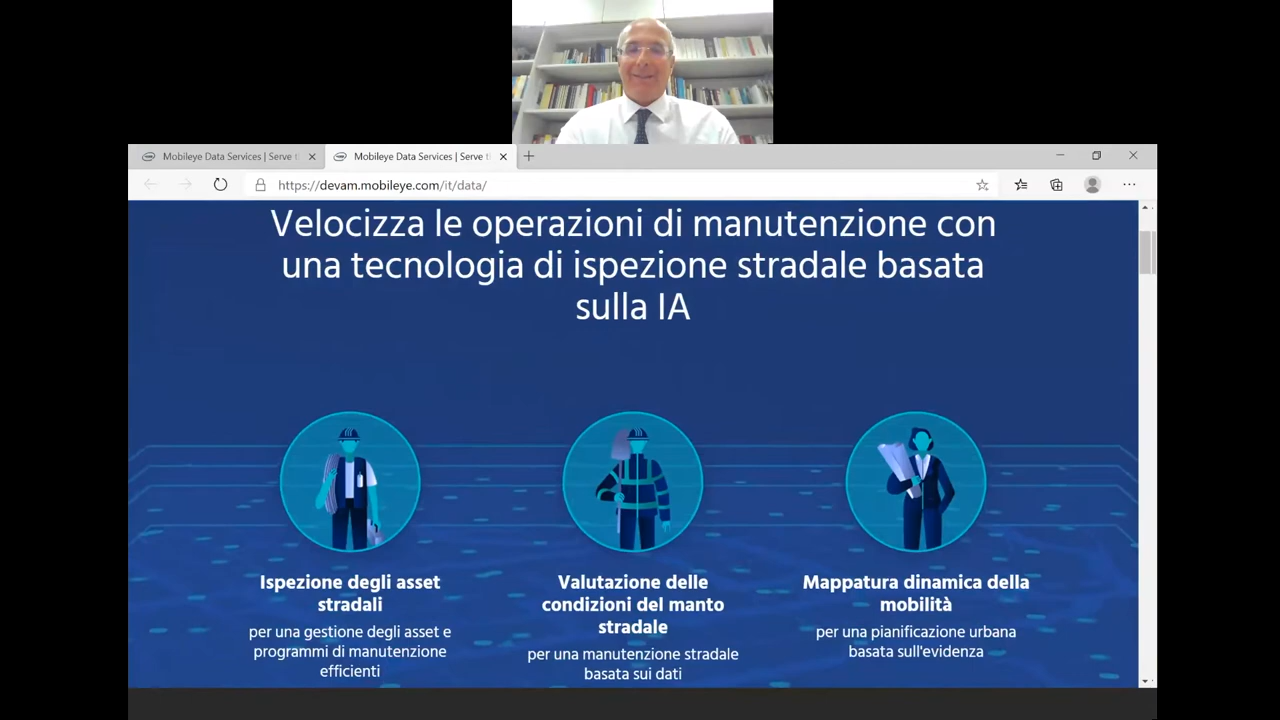 Mobileye Data Services | Serve t
Mobileye Data Services | Serve t
https://devam.mobileye.com/it/data/
Velocizza le operazioni di manutenzione con
una tecnologia di ispezione stradale basata
sulla IA
Ispezione degli asset
stradali
per una gestione degli asset e
programmi di manutenzione
efficienti
Valutazione delle
condizioni del manto
stradale
per una manutenzione stradale
basata sui dati
Mappatura dinamica della
mobilità
per una pianificazione urbana
basata sull'evidenza